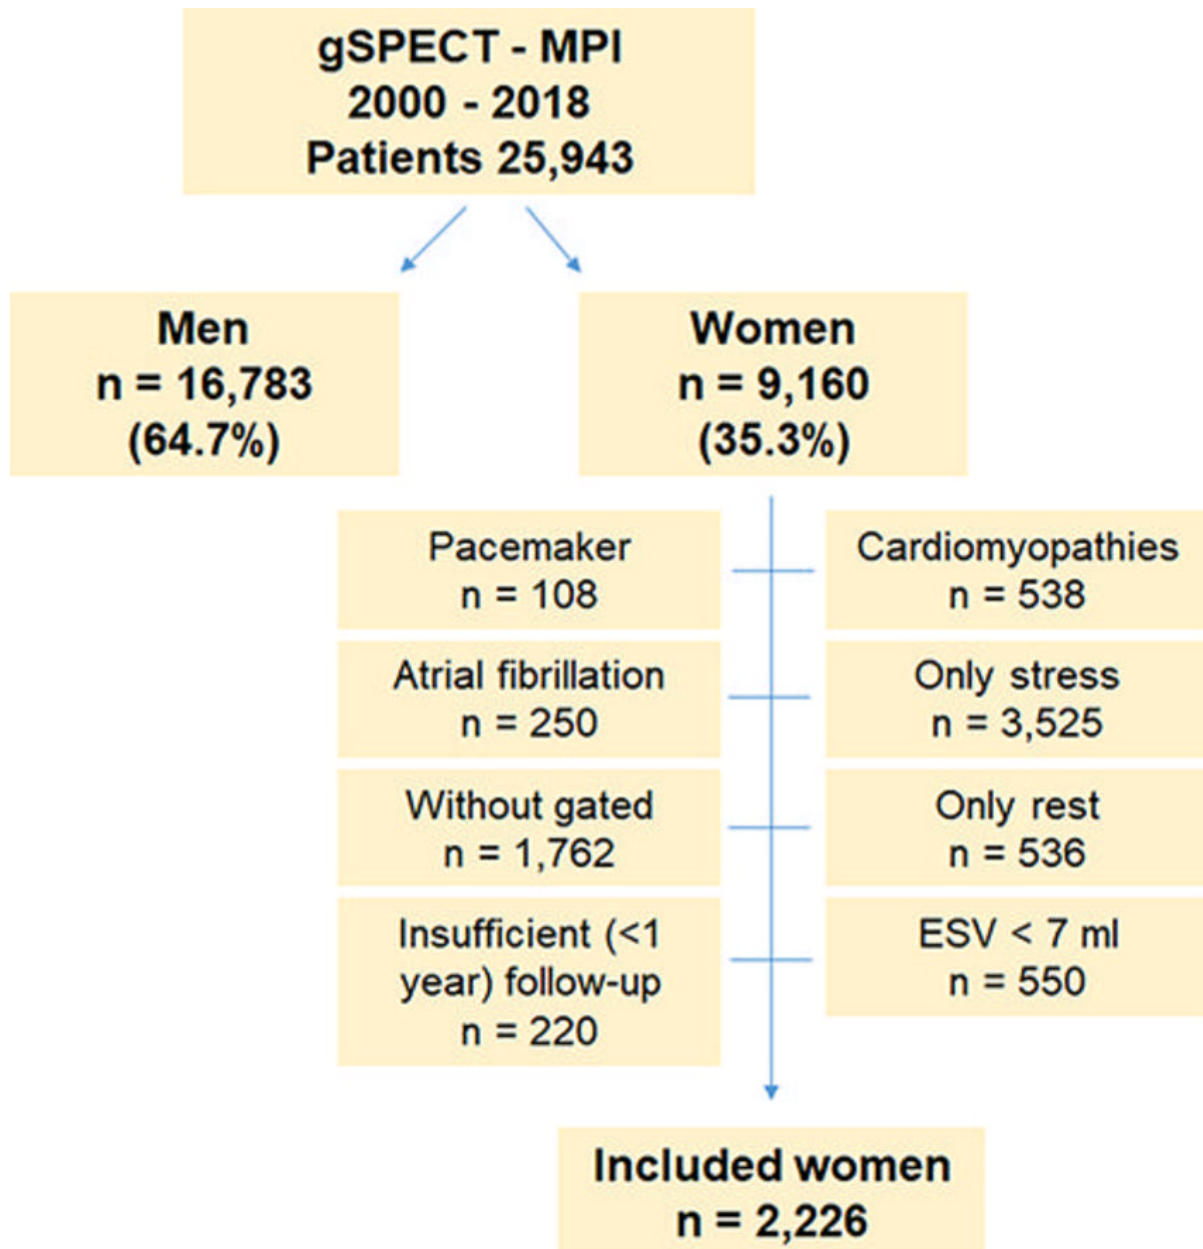 gSPECT - MPI
2000 - 2018
Patients 25,943
Men
n = 16,783
(64.7%)
Women
n = 9,160
(35.3%)
Pacemaker
n = 108
Cardiomyopathies
n = 538
Atrial fibrillation
n = 250
Only stress
n = 3,525
Without gated
n = 1,762
Only rest
n = 536
Insufficient (<1
year) follow-up
n = 220
ESV < 7 ml
n = 550
Included women
n = 2,226